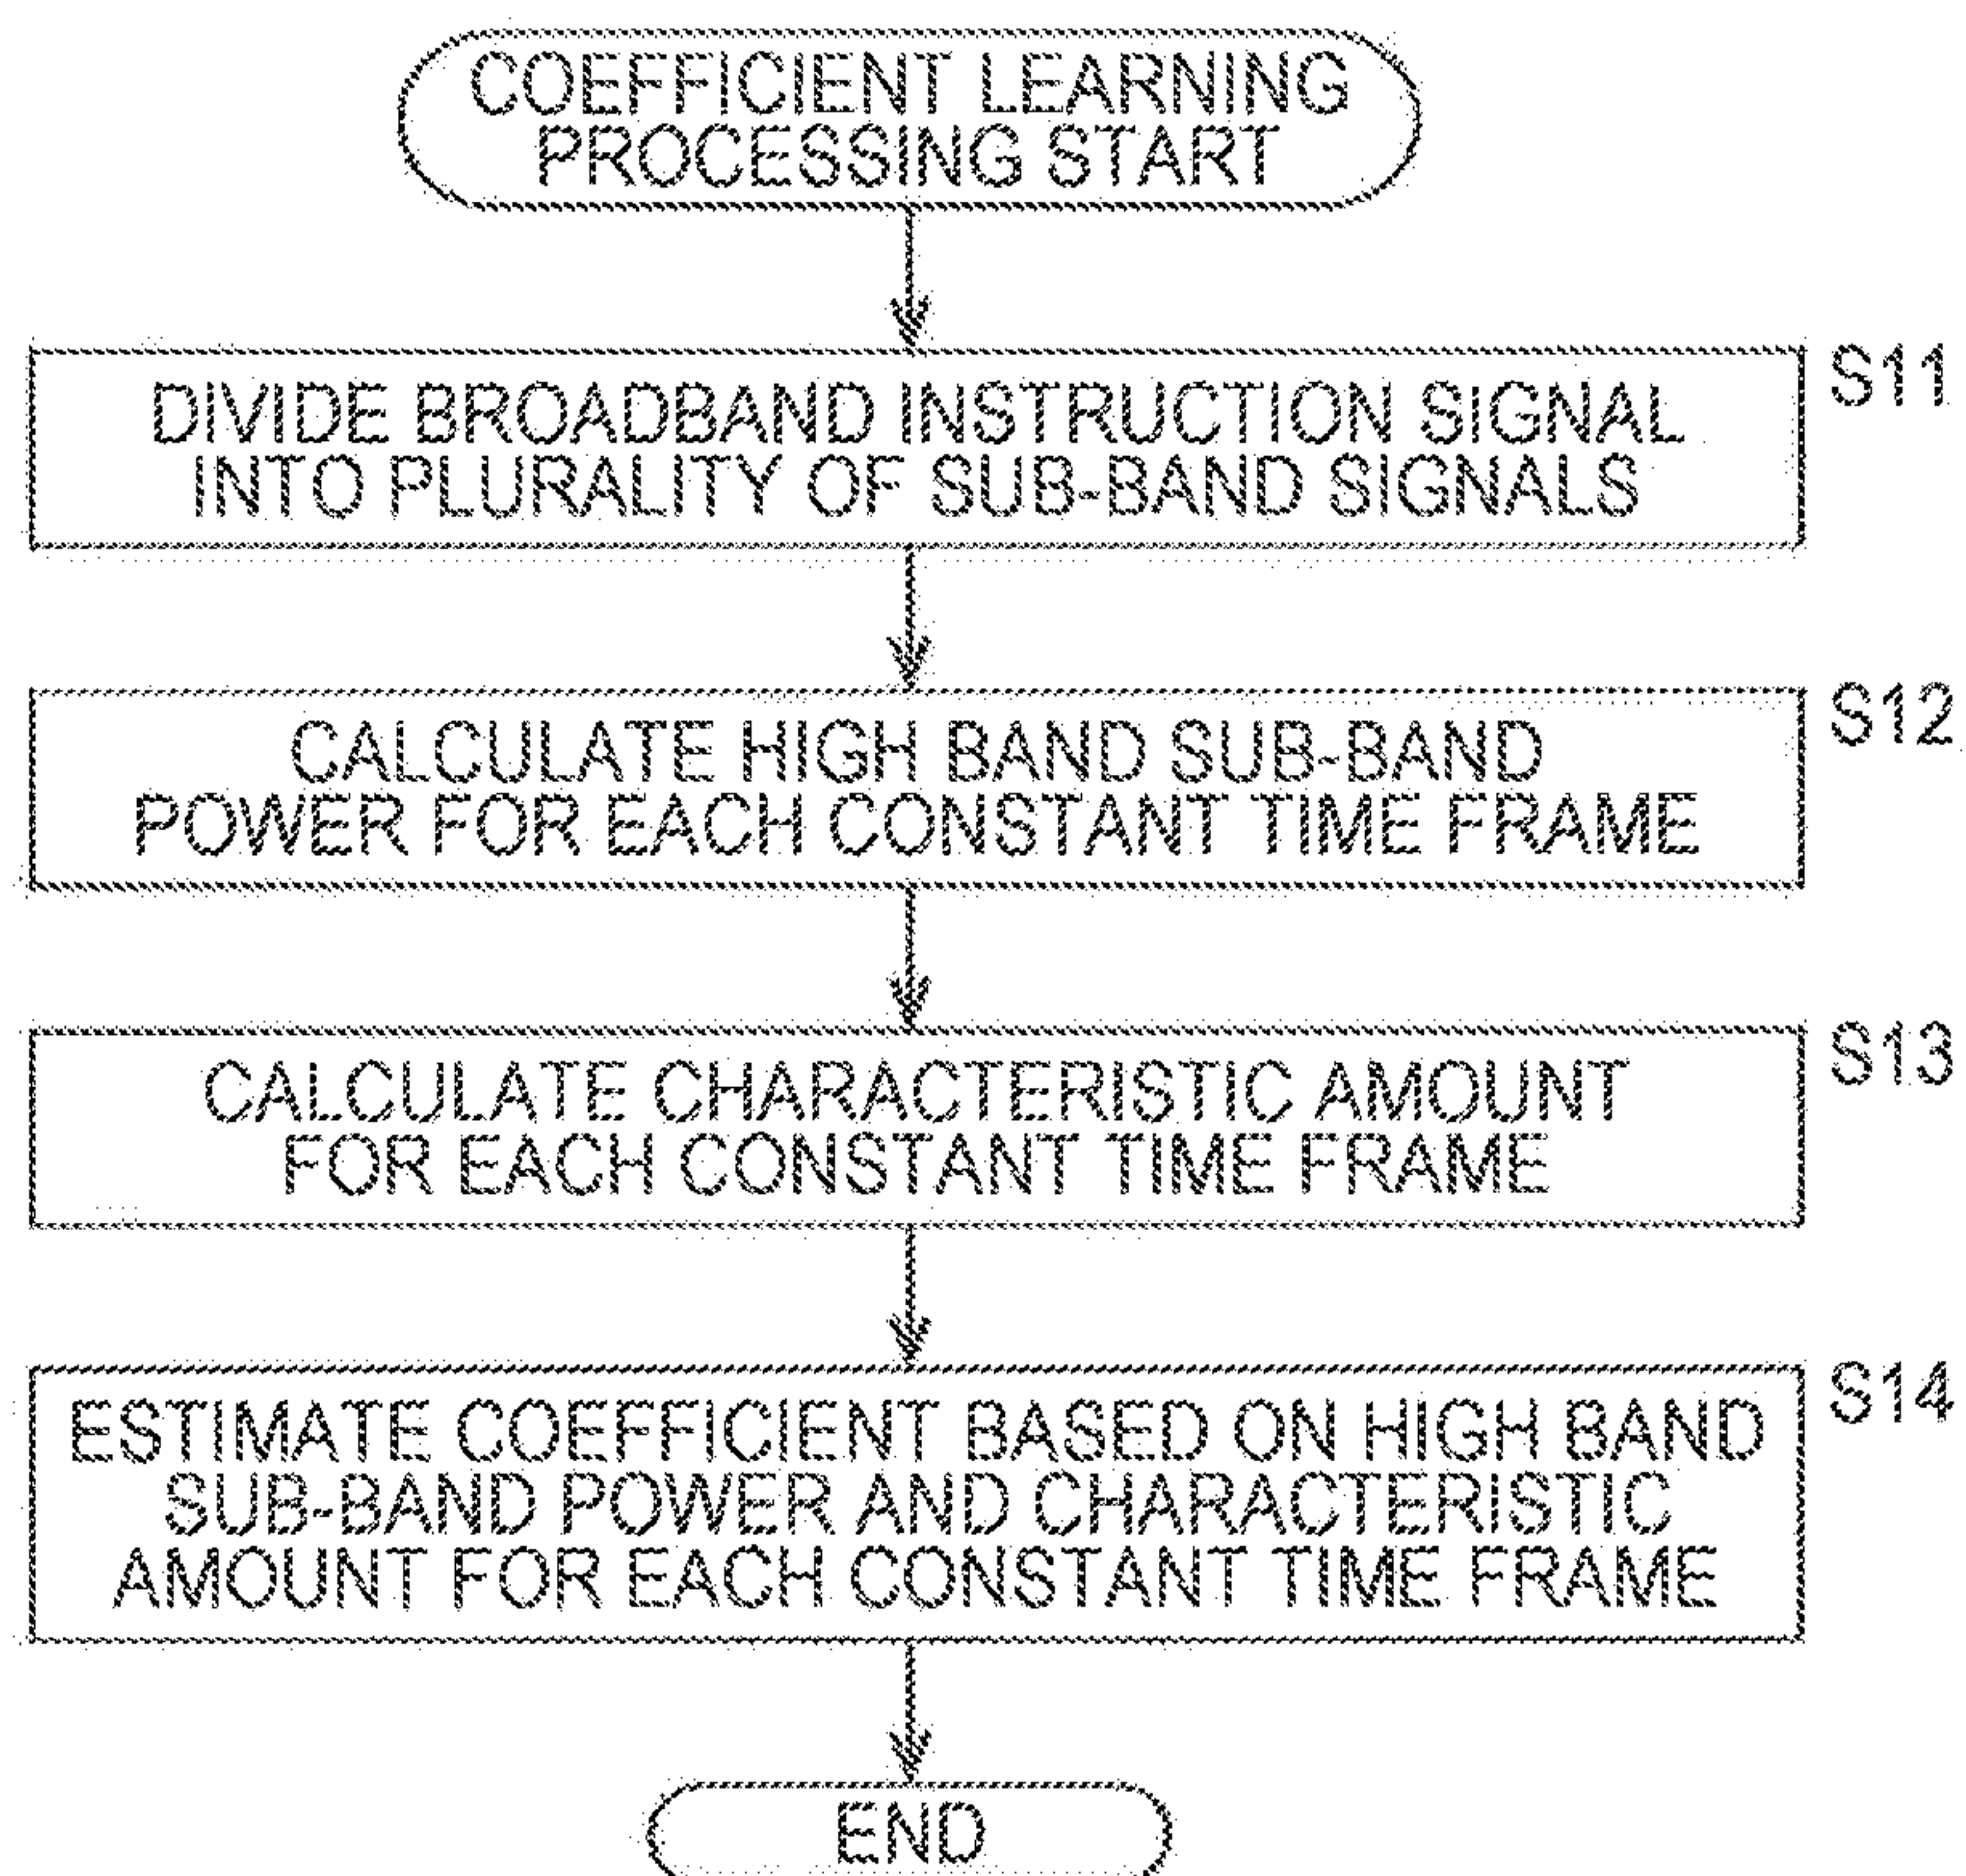 COEFFICIENT LEARNING
PROCESSING START
S11
DIVIDE BROADBAND INSTRUCTION SIGNAL
INTO PLURALITY OF SUB-BAND SIGNALS
S12
CALCULATE HIGH BAND SUB-BAND
POWER FOR EACH CONSTANT TIME FRAME
S13
CALCULATE CHARACTERISTIC AMOUNT
FOR EACH CONSTANT TIME FRAME
S14
ESTIMATE COEFFICIENT BASED ON HIGH BAND
SUB-BAND POWER AND CHARACTERISTIC
AMOUNT FOR EACH CONSTANT TIME FRAME
END